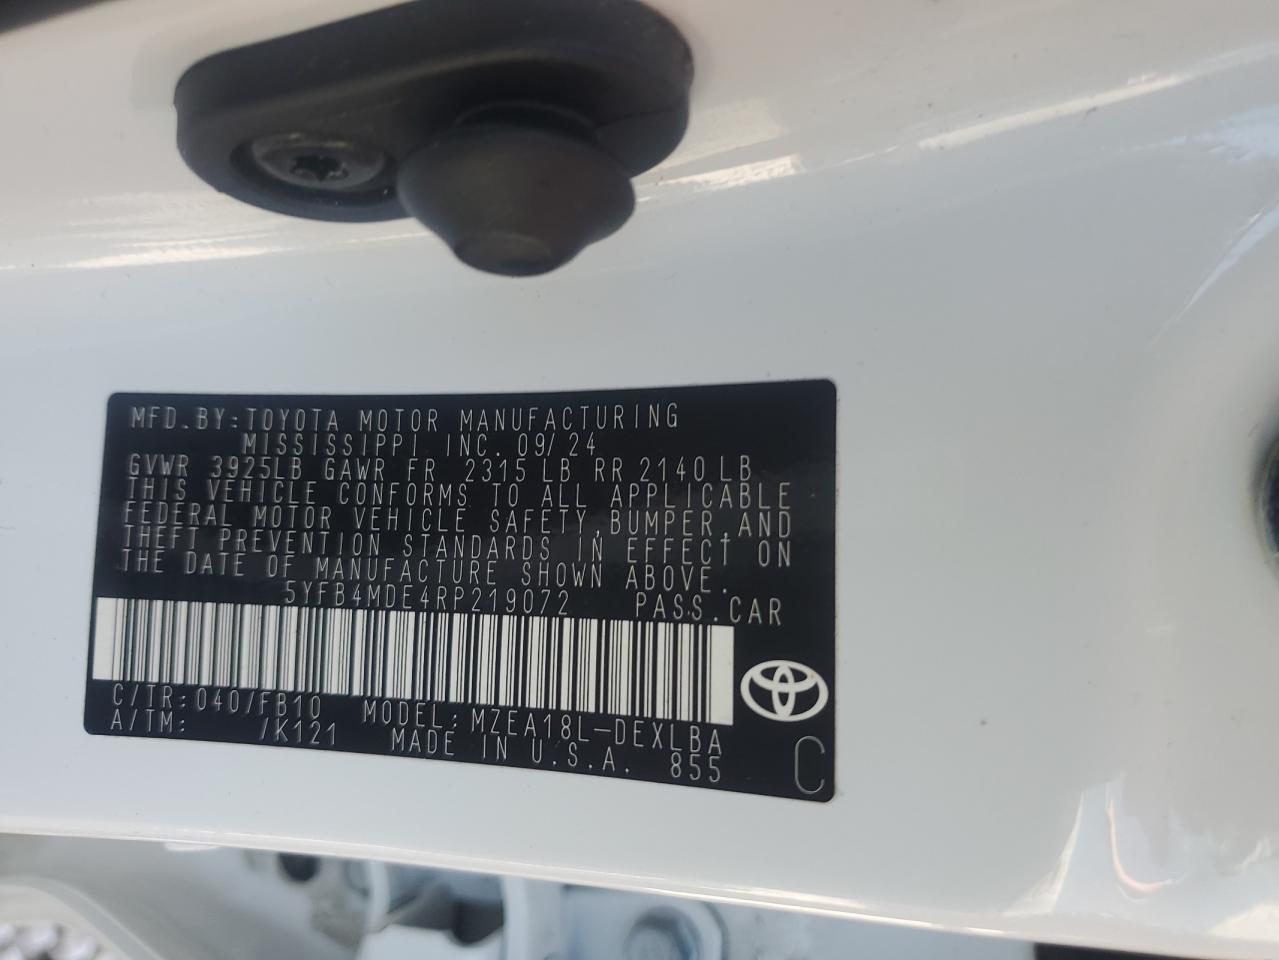 MFD. BY: TOYOTA MOTOR MANUFACTURING
MISSISSIPPI INC. 09/24
GVWR 3925LB GAWR FR 2315 LB RR 2140 LB
THIS VEHICLE CONFORMS TO ALL APPLICABLE
FEDERAL MOTOR VEHICLE SAFETY, BUMPER, AND
THEFT PREVENTION STANDARDS IN EFFECT ON
THE DATE OF MANUFACTURE SHOWN ABOVE.
5YFB4MDE4RP219072 PASS. CAR
C/TR: 040/FB10 MODEL: MZEA18L-DEXLBA
A/TM: /K121 MADE IN U.S.A. 855
C